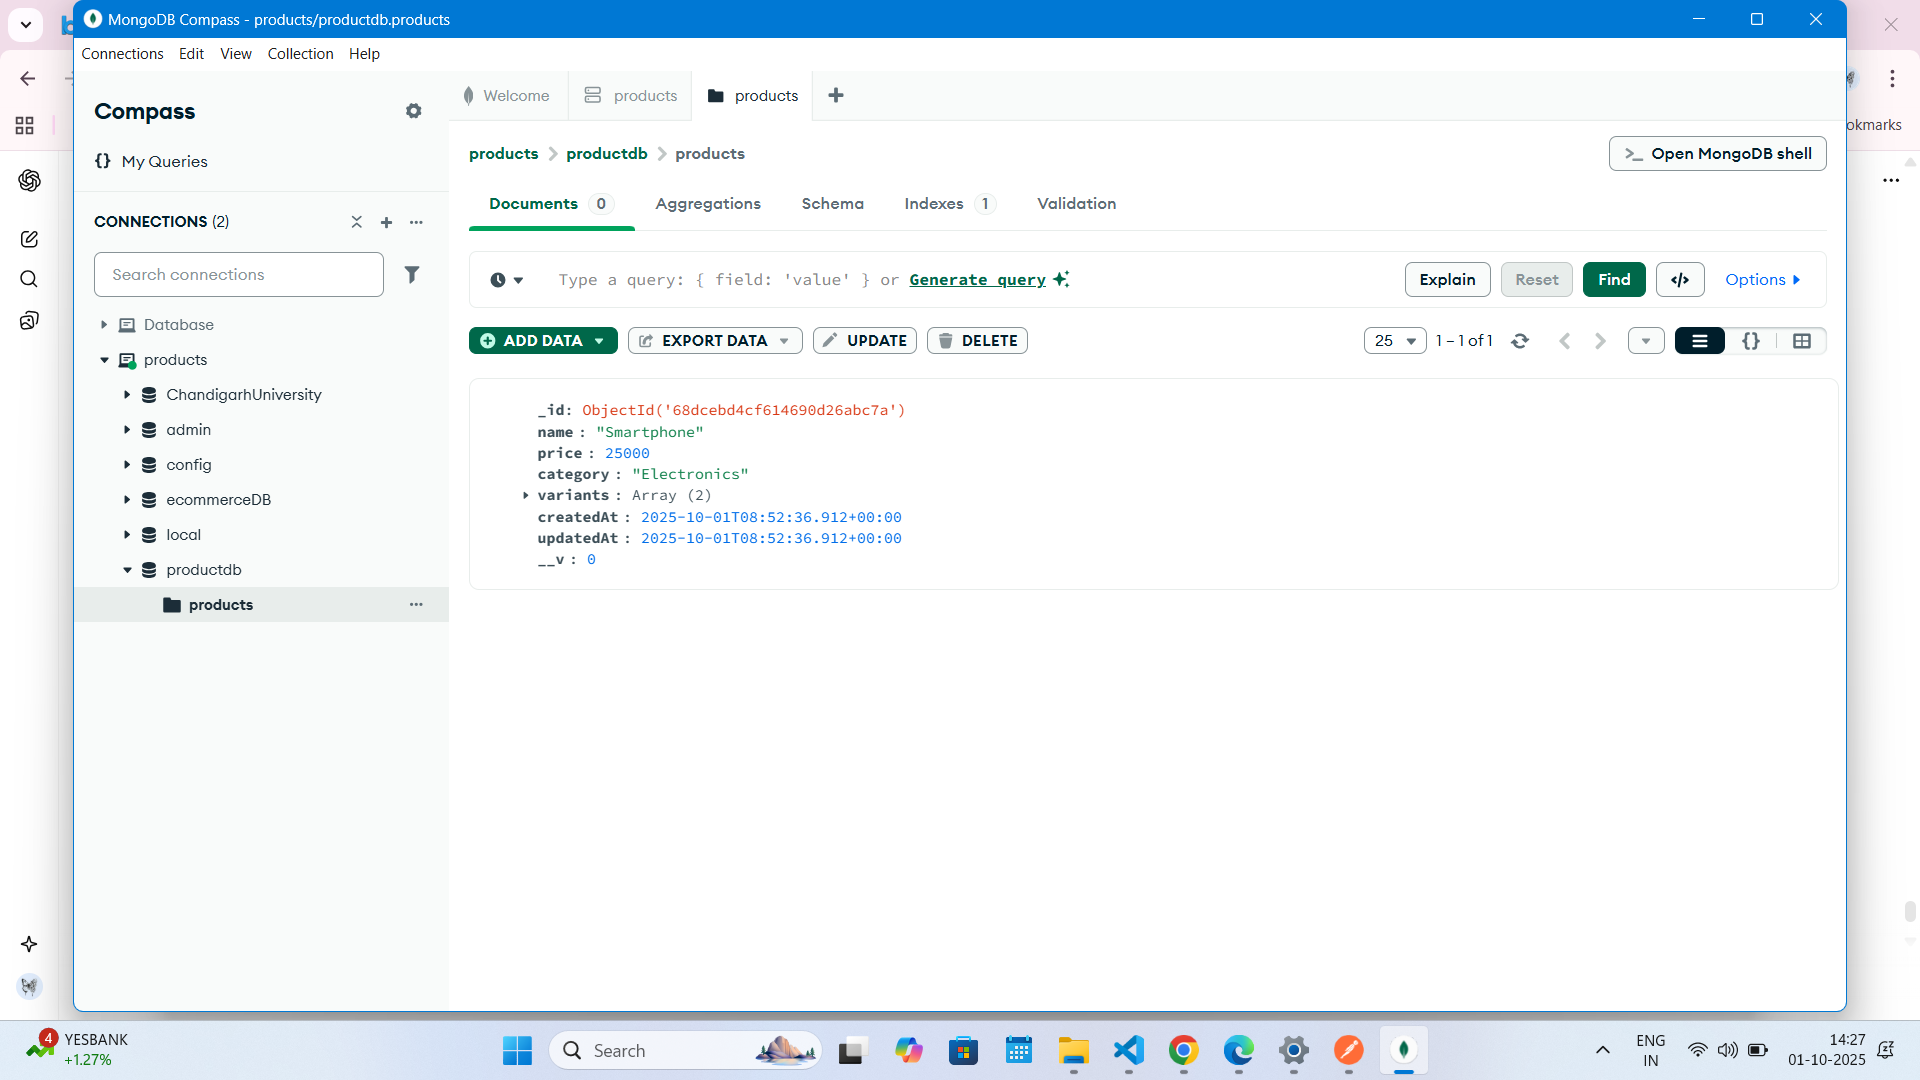 MongoDB Compass - products/productdb.products
Connections Edit View Collection Help
Compass
{} My Queries
CONNECTIONS (2)
Search connections
Database
products
ChandigarhUniversity
admin
config
ecommerceDB
local
productdb
products
Welcome products products
products productdb products
>_ Open MongoDB shell
Documents 0 Aggregations Schema Indexes 1 Validation
Type a query: { field: 'value' } or Generate query
Explain Reset Find </> Options
ADD DATA EXPORT DATA UPDATE DELETE
25 1 – 1 of 1 {}
_id: ObjectId('68dcebd4cf614690d26abc7a')
name : "Smartphone"
price : 25000
category : "Electronics"
variants : Array (2)
createdAt : 2025-10-01T08:52:36.912+00:00
updatedAt : 2025-10-01T08:52:36.912+00:00
__v : 0
okmarks
4 YESBANK
+1.27%
Search
ENG
IN
14:27
01-10-2025